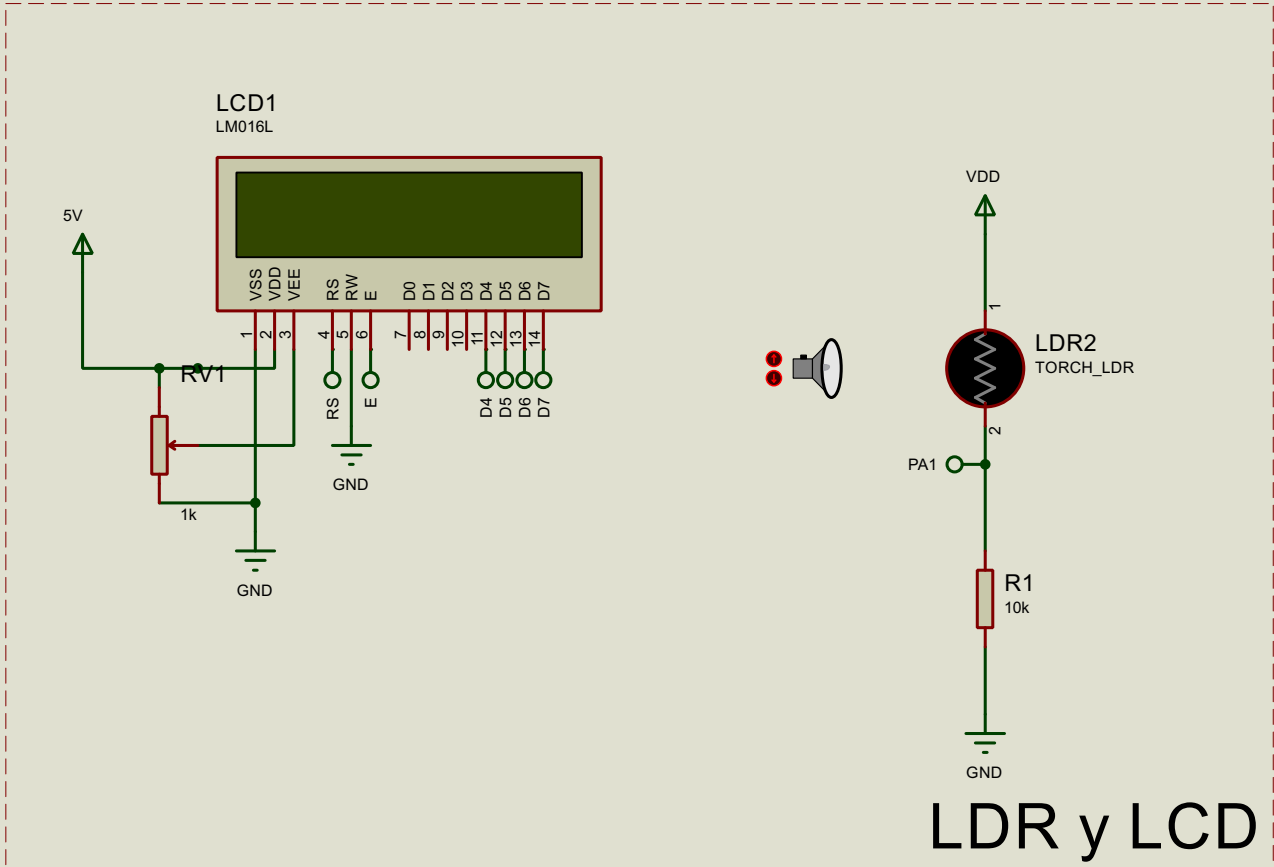 LCD1
LM016L
5V
VSS
VDD
VEE
RS
RW
E
D0
D1
D2
D3
D4
D5
D6
D7
1
2
3
4
5
6
7
8
9
10
11
12
13
14
RV1
1k
GND
RS
E
GND
D4
D5
D6
D7
VDD
1
LDR2
TORCH_LDR
2
PA1
R1
10k
GND
LDR y LCD